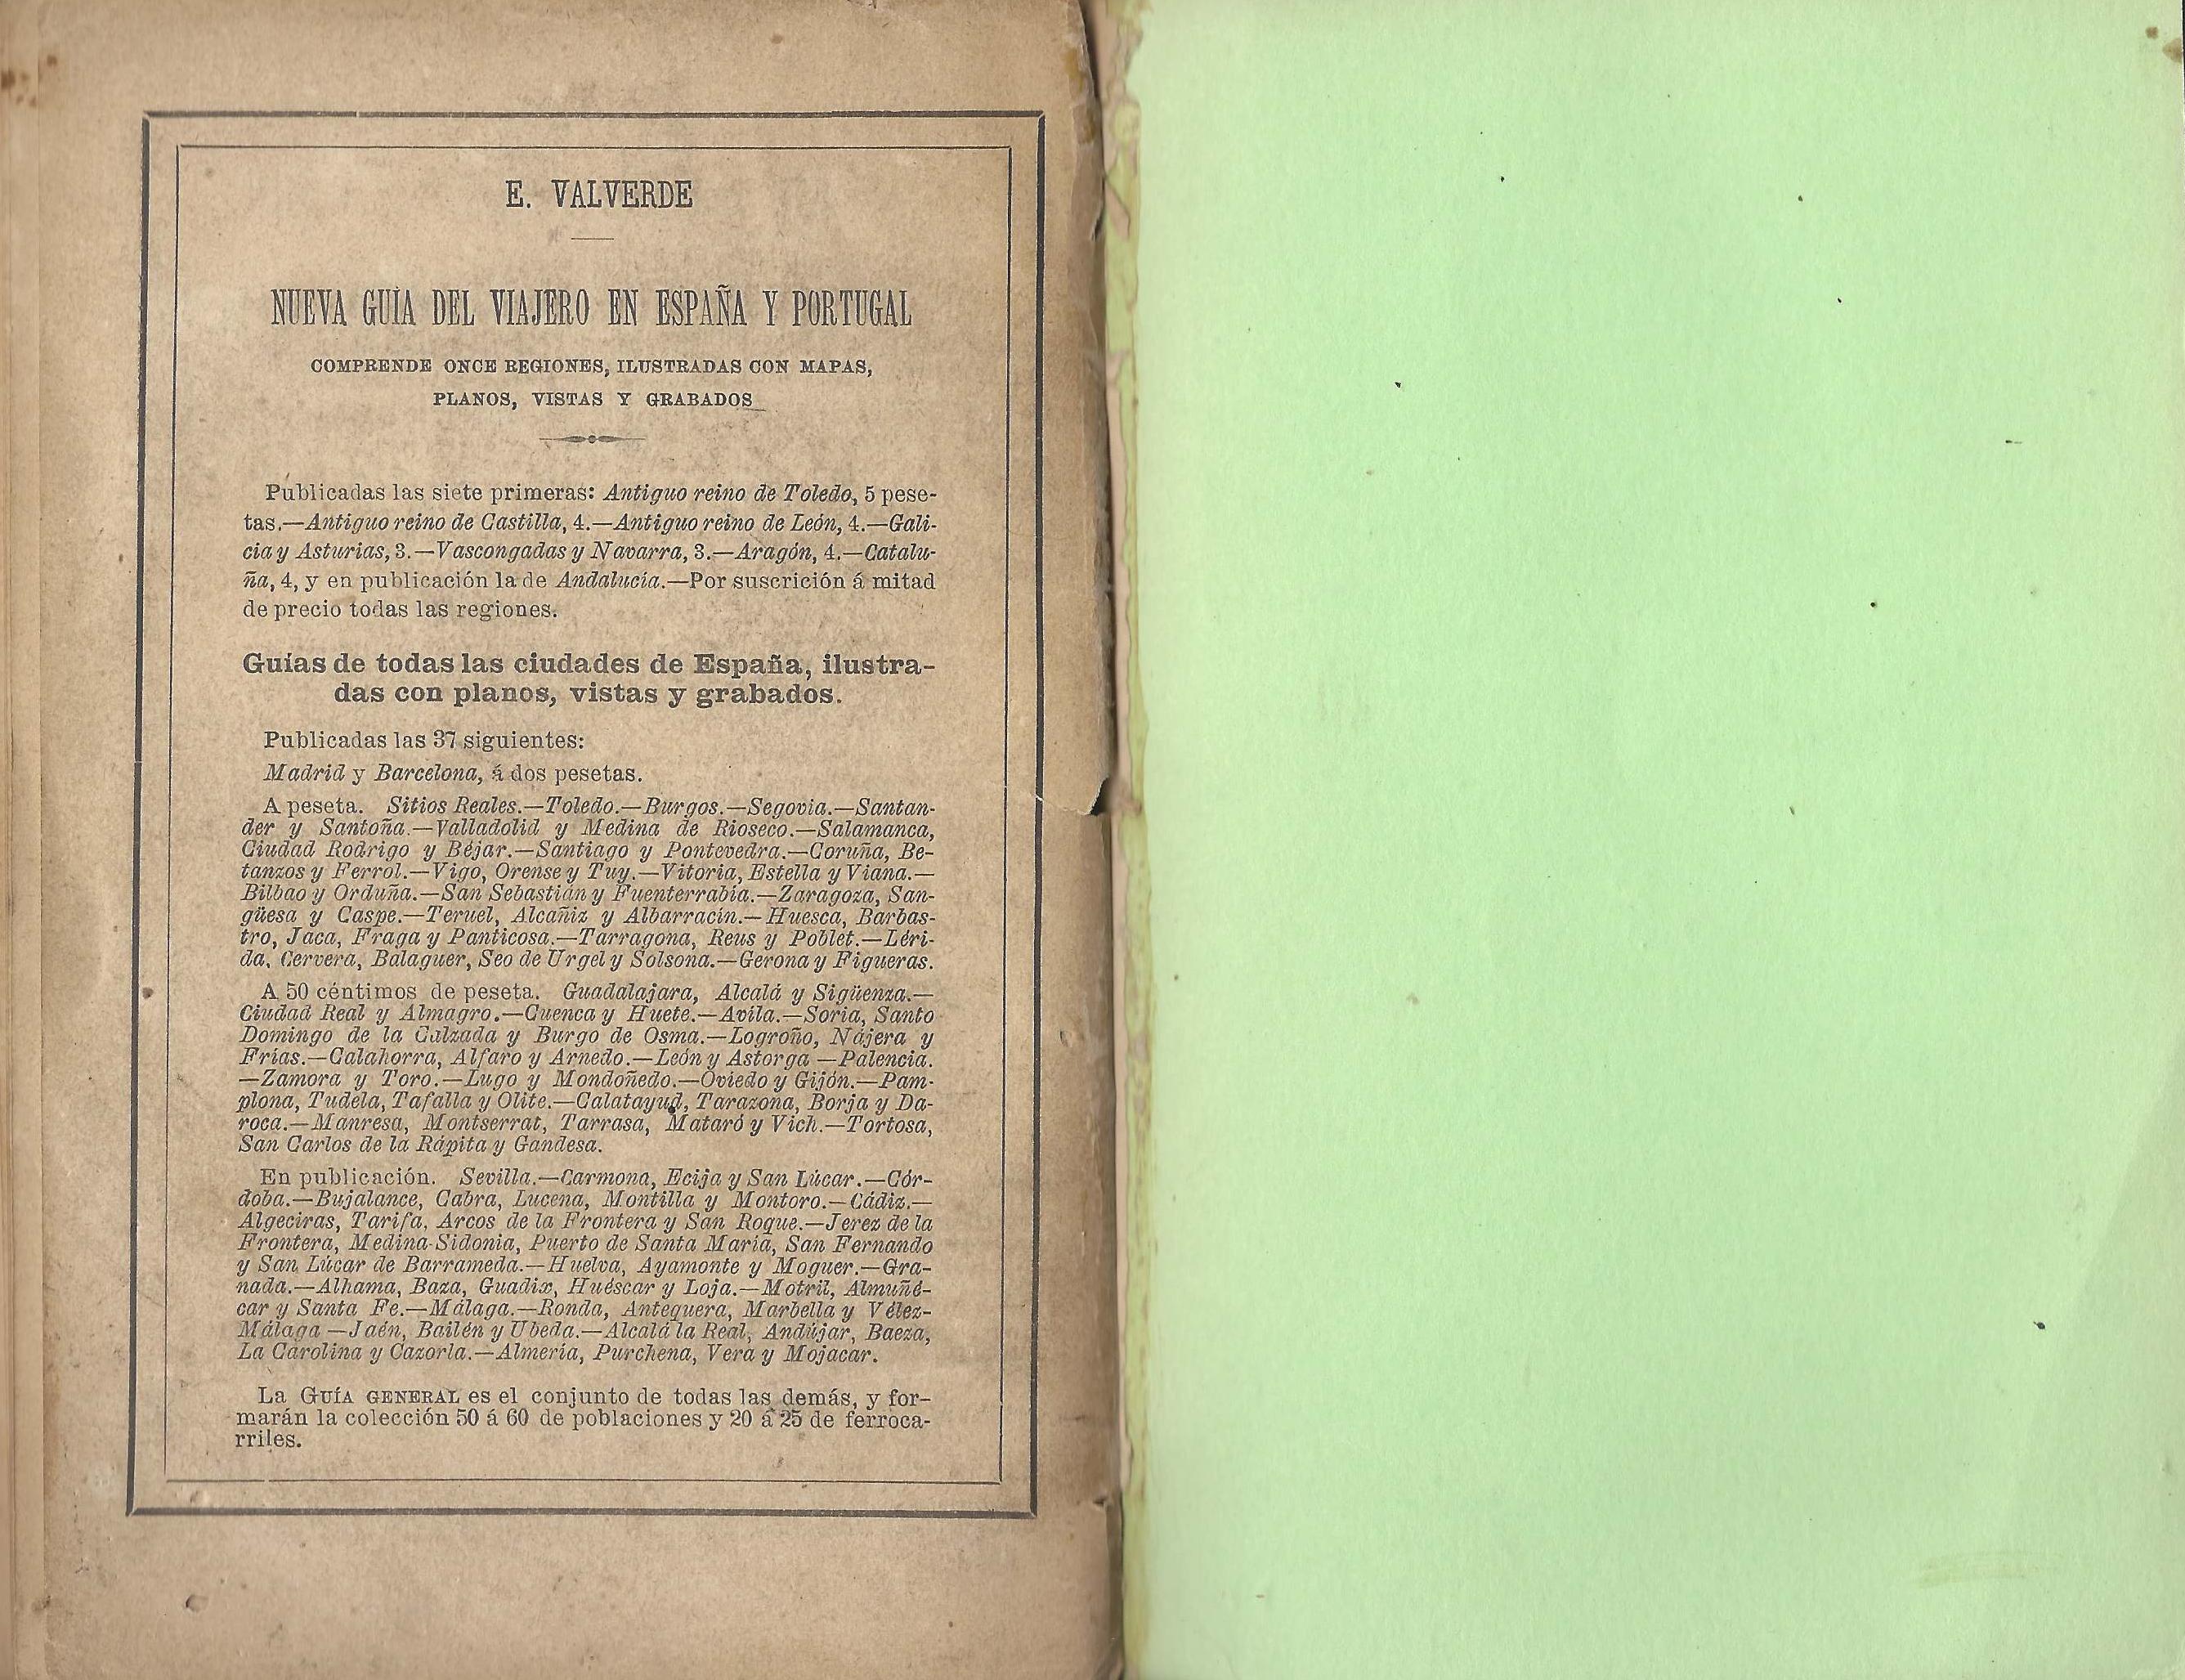 E. VALVERDE
NUEVA GUÍA DEL VIAJERO EN ESPAÑA Y PORTUGAL
COMPRENDE ONCE REGIONES, ILUSTRADAS CON MAPAS,
PLANOS, VISTAS Y GRABADOS
Publicadas las siete primeras: Antiguo reino de Toledo, 5 pese-
tas.—Antiguo reino de Castilla, 4.—Antiguo reino de León, 4.—Gali-
cia y Asturias, 3.—Vascongadas y Navarra, 3.—Aragón, 4.—Catalu-
ña, 4, y en publicación la de Andalucía.—Por suscrición á mitad
de precio todas las regiones.
Guías de todas las ciudades de España, ilustra-
das con planos, vistas y grabados.
Publicadas las 37 siguientes:
Madrid y Barcelona, á dos pesetas.
A peseta. Sitios Reales.—Toledo.—Burgos.—Segovia.—Santan-
der y Santoña.—Valladolid y Medina de Rioseco.—Salamanca,
Ciudad Rodrigo y Béjar.—Santiago y Pontevedra.—Coruña, Be-
tanzos y Ferrol.—Vigo, Orense y Tuy.—Vitoria, Estella y Viana.—
Bilbao y Orduña.—San Sebastián y Fuenterrabía.—Zaragoza, San-
güesa y Caspe.—Teruel, Alcañiz y Albarracín.—Huesca, Barbas-
tro, Jaca, Fraga y Panticosa.—Tarragona, Reus y Poblet.—Léri-
da, Cervera, Balaguer, Seo de Urgel y Solsona.—Gerona y Figueras.
A 50 céntimos de peseta. Guadalajara, Alcalá y Sigüenza.—
Ciudad Real y Almagro.—Cuenca y Huete.—Avila.—Soria, Santo
Domingo de la Calzada y Burgo de Osma.—Logroño, Nájera y
Frías.—Calahorra, Alfaro y Arnedo.—León y Astorga —Palencia.
—Zamora y Toro.—Lugo y Mondoñedo.—Oviedo y Gijón.—Pam-
plona, Tudela, Tafalla y Olite.—Calatayud, Tarazona, Borja y Da-
roca.—Manresa, Montserrat, Tarrasa, Mataró y Vich.—Tortosa,
San Carlos de la Rápita y Gandesa.
En publicación. Sevilla.—Carmona, Ecija y San Lúcar.—Cór-
doba.—Bujalance, Cabra, Lucena, Montilla y Montoro.—Cádiz.—
Algeciras, Tarifa, Arcos de la Frontera y San Roque.—Jerez de la
Frontera, Medina-Sidonia, Puerto de Santa María, San Fernando
y San Lúcar de Barrameda.—Huelva, Ayamonte y Moguer.—Gra-
nada.—Alhama, Baza, Guadix, Huéscar y Loja.—Motril, Almuñé-
car y Santa Fe.—Málaga.—Ronda, Antequera, Marbella y Vélez-
Málaga —Jaén, Bailén y Ubeda.—Alcalá la Real, Andújar, Baeza,
La Carolina y Cazorla.—Almería, Purchena, Vera y Mojacar.
La GUÍA GENERAL es el conjunto de todas las demás, y for-
marán la colección 50 á 60 de poblaciones y 20 á 25 de ferroca-
rriles.